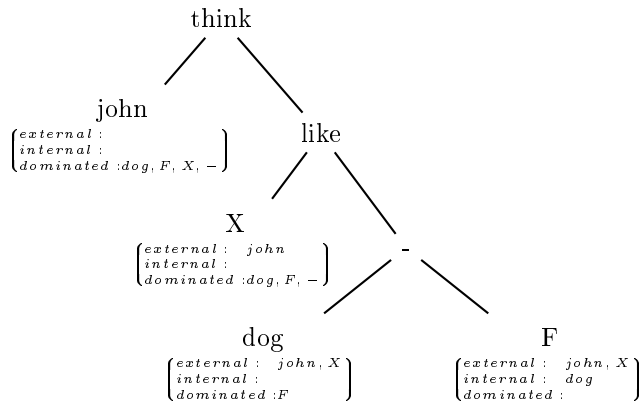 think
john
external :
internal :
dominated :dog, F, X, −
like
X
external : john
internal :
dominated :dog, F, −
-
dog
external : john, X
internal :
dominated :F
F
external : john, X
internal : dog
dominated :